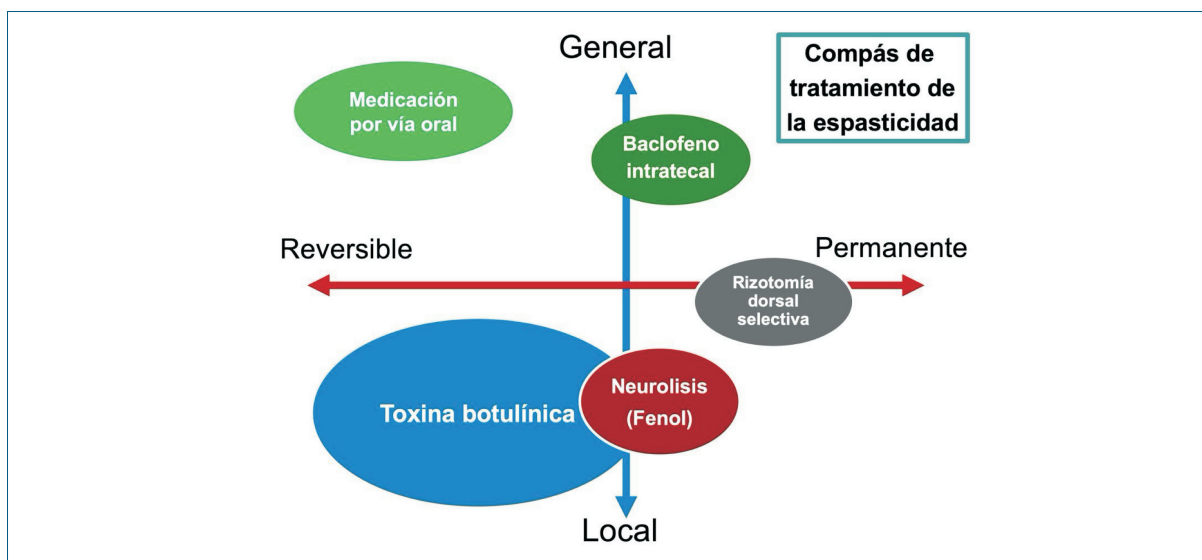 General
Compás de
tratamiento de
la espasticidad
Medicación
por vía oral
Baclofeno
intratecal
Reversible
Permanente
Rizotomía
dorsal
selectiva
Toxina botulínica
Neurolisis
(Fenol)
Local